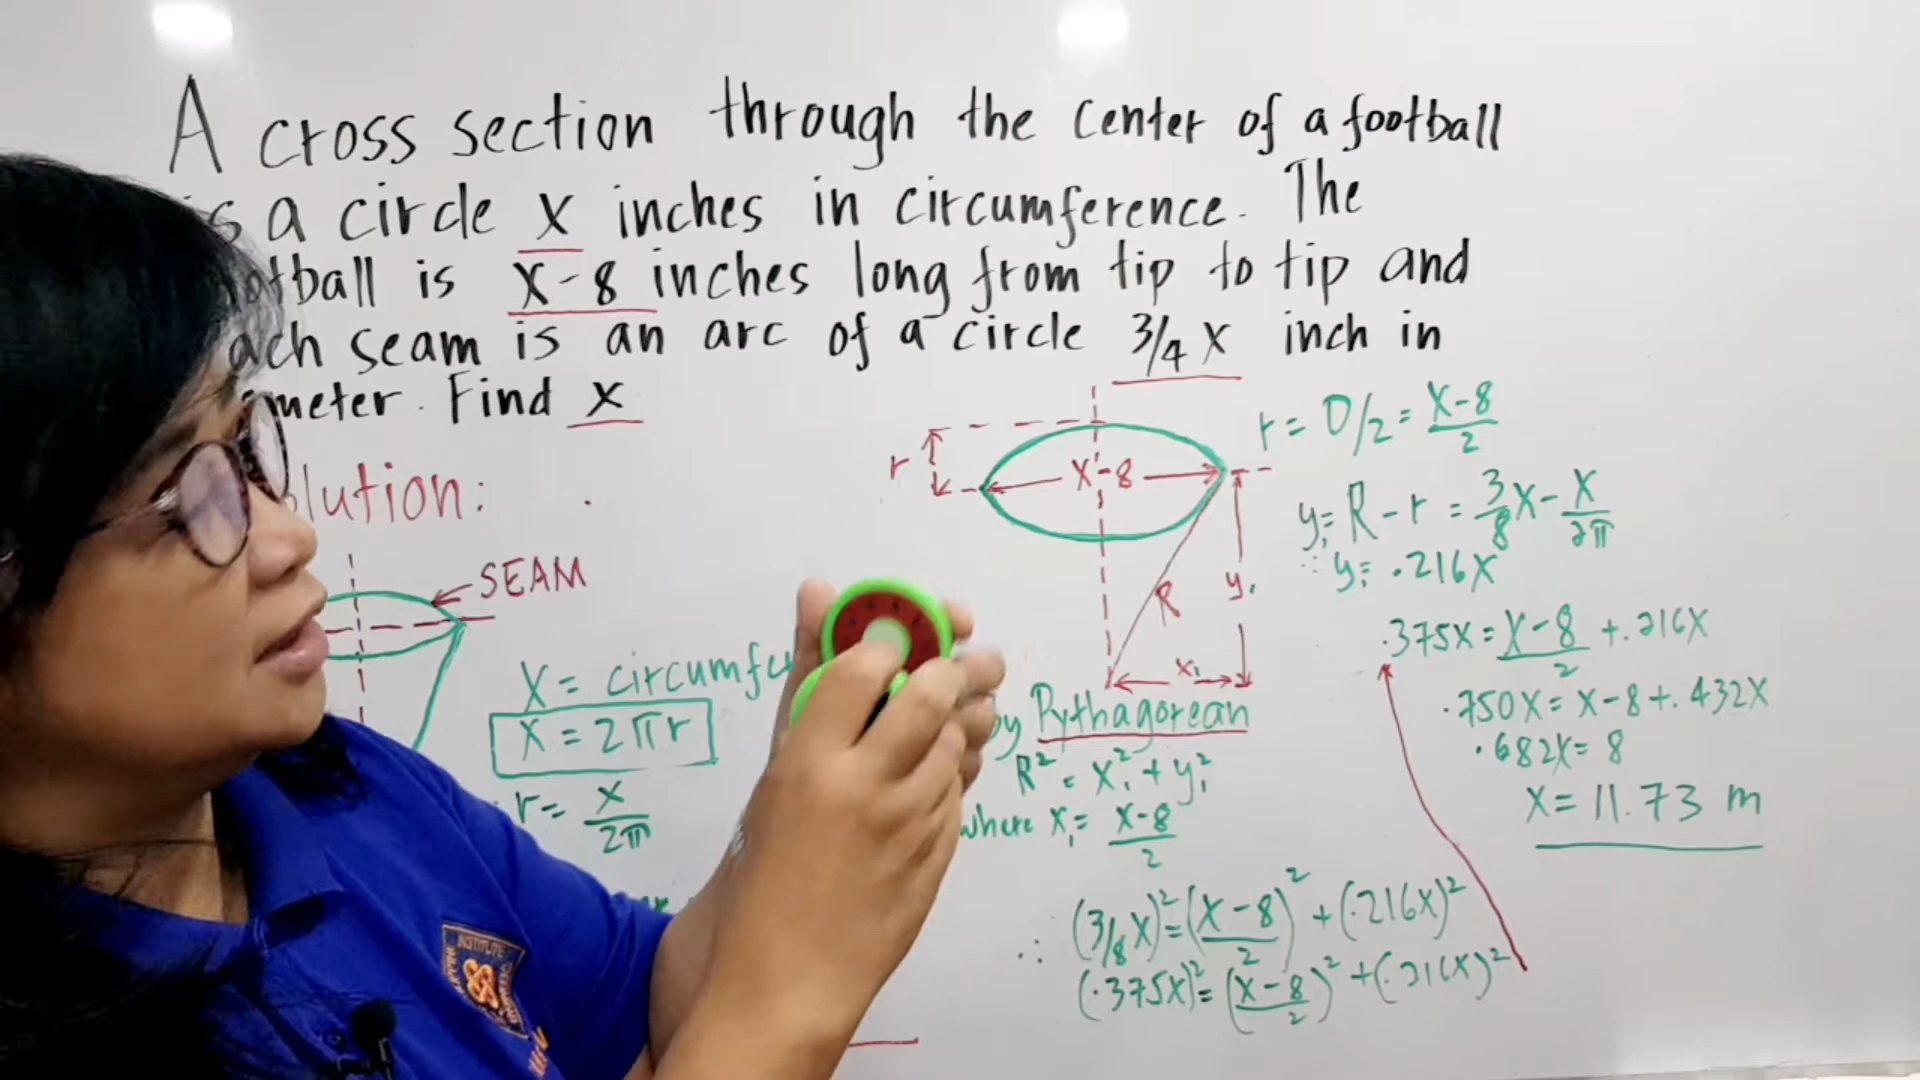 A cross section through the center of a football
a circle x inches in circumference. The
ball is x-8 inches long from tip to tip and
ach seam is an arc of a circle 3/4 x inch in
meter. Find x
lution:
SEAM
x = circumfe
x = 2πr
r = x/2π
r
x-8
R
y₁
x₁
by Pythagorean
R² = x₁² + y₁²
where x₁ = x-8/2
∴ (3/8 x)² = (x-8/2)² + (.216x)²
(.375x)² = (x-8/2)² + (.216x)²
r = D/2 = x-8/2
y₁ = R - r = 3/8 x - x/2π
∴ y₁ = .216x
.375x = x-8/2 + .216x
.750x = x-8 + .432x
.682x = 8
x = 11.73 m
INSTITUTE